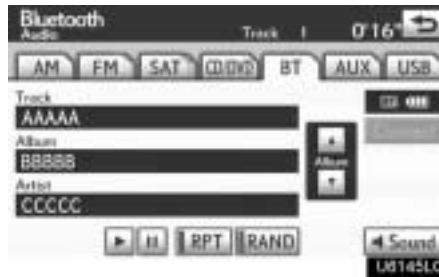 Bluetooth
Audio
Track 1 0'16"
AM FM SAT CD/DVD BT AUX USB
Track
AAAAA
Album
BBBBB
Album
Artist
CCCCC
RPT RAND Sound
U6145LC